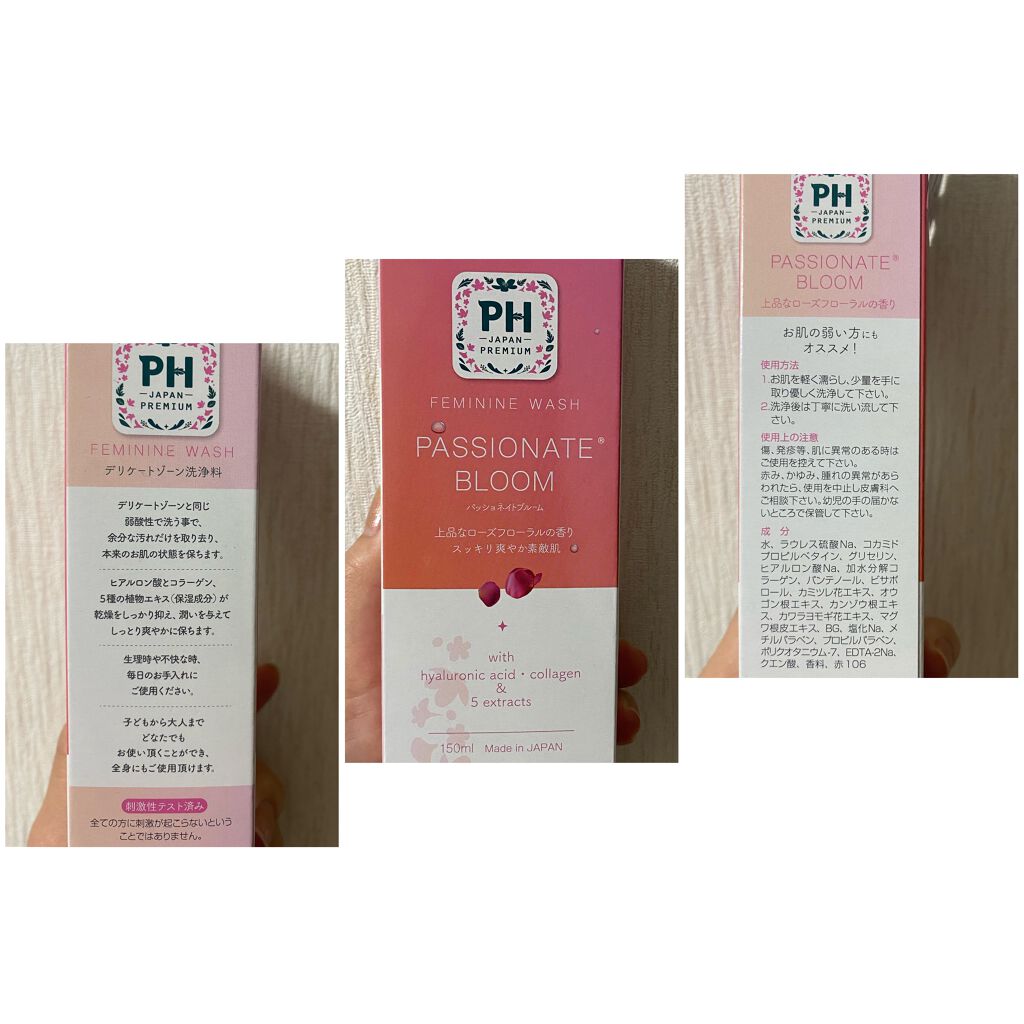 PH
JAPAN
PREMIUM
FEMININE WASH
デリケートゾーン洗浄料
デリケートゾーンと同じ
弱酸性で洗う事で、
余分な汚れだけを取り去り、
本来のお肌の状態を保ちます。
ヒアルロン酸とコラーゲン、
5種の植物エキス(保湿成分)が
乾燥をしっかり抑え、潤いを与えて
しっとり爽やかに保ちます。
生理時や不快な時、
毎日のお手入れに
ご使用ください。
子どもから大人まで
どなたでも
お使い頂くことができ、
全身にもご使用頂けます。
刺激性テスト済み
全ての方に刺激が起こらないという
ことではありません。
PH
JAPAN
PREMIUM
FEMININE WASH
PASSIONATE®
BLOOM
パッショネイトブルーム
上品なローズフローラルの香り
スッキリ爽やか素敵肌
with
hyaluronic acid・collagen
&
5 extracts
150ml Made in JAPAN
PH
JAPAN
PREMIUM
PASSIONATE®
BLOOM
上品なローズフローラルの香り
お肌の弱い方にも
オススメ！
使用方法
1.お肌を軽く濡らし、少量を手に
取り優しく洗浄して下さい。
2.洗浄後は丁寧に洗い流して下
さい。
使用上の注意
傷、発疹等、肌に異常のある時は
ご使用を控えて下さい。
赤み、かゆみ、腫れの異常があら
われたら、使用を中止し皮膚科へ
ご相談下さい。幼児の手の届かな
いところで保管して下さい。
成 分
水、ラウレス硫酸Na、コカミド
プロピルベタイン、グリセリン、
ヒアルロン酸Na、加水分解コ
ラーゲン、パンテノール、ビサボ
ロール、カミツレ花エキス、オウ
ゴン根エキス、カンゾウ根エキ
ス、カワラヨモギ花エキス、マグ
ワ根皮エキス、BG、塩化Na、メ
チルパラベン、プロピルパラベン、
ポリクオタニウム-7、EDTA-2Na、
クエン酸、香料、赤106